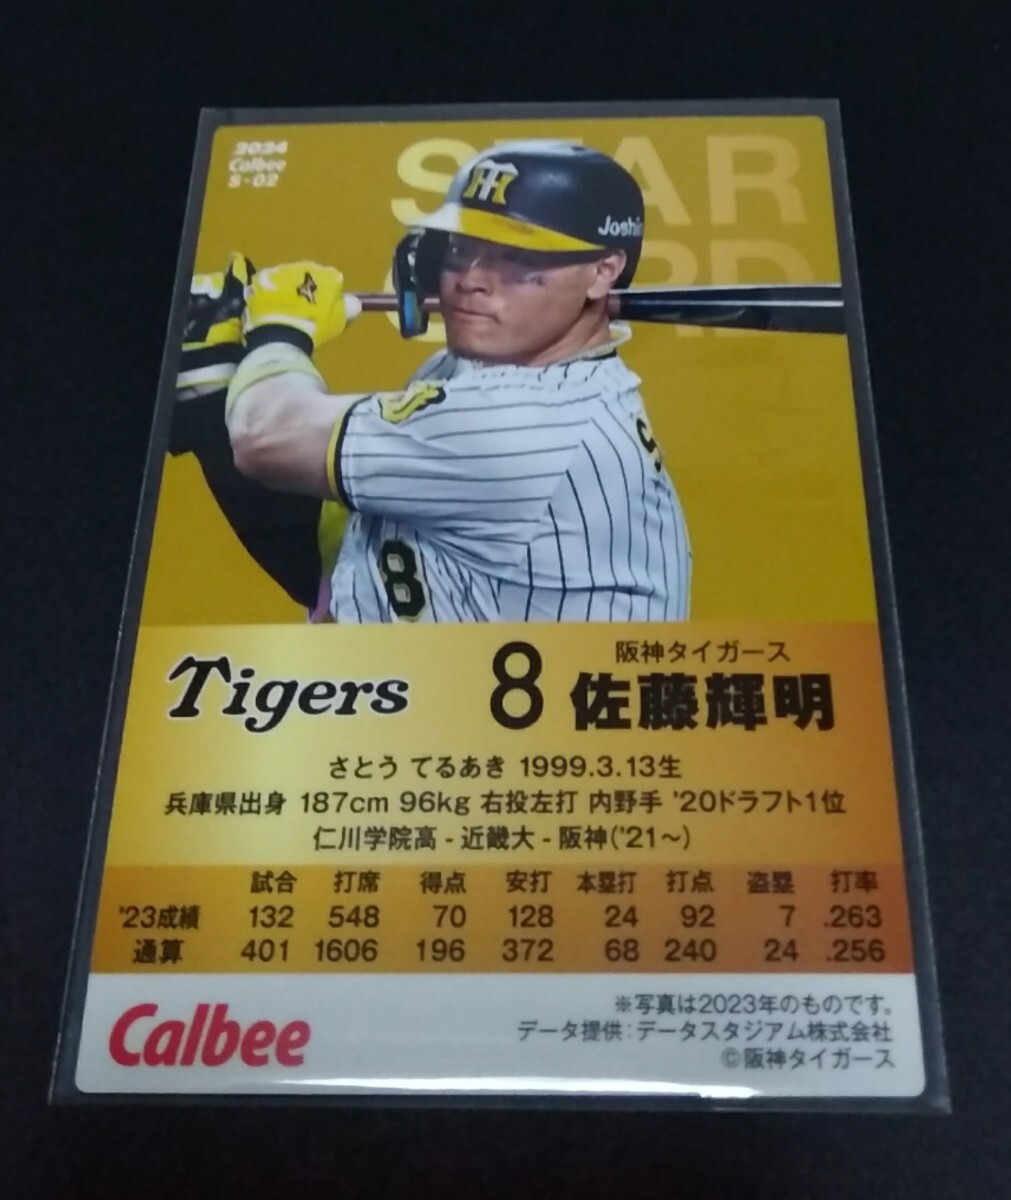 2024
Calbee
S-02
STAR
CARD
Joshin
8
Tigers
8
阪神タイガース
佐藤輝明
さとう てるあき 1999.3.13生
兵庫県出身 187cm 96kg 右投左打 内野手 '20ドラフト1位
仁川学院高 - 近畿大 - 阪神('21〜)
試合 打席 得点 安打 本塁打 打点 盗塁 打率
'23成績 132 548 70 128 24 92 7 .263
通算 401 1606 196 372 68 240 24 .256
Calbee
※写真は2023年のものです。
データ提供:データスタジアム株式会社
©阪神タイガース